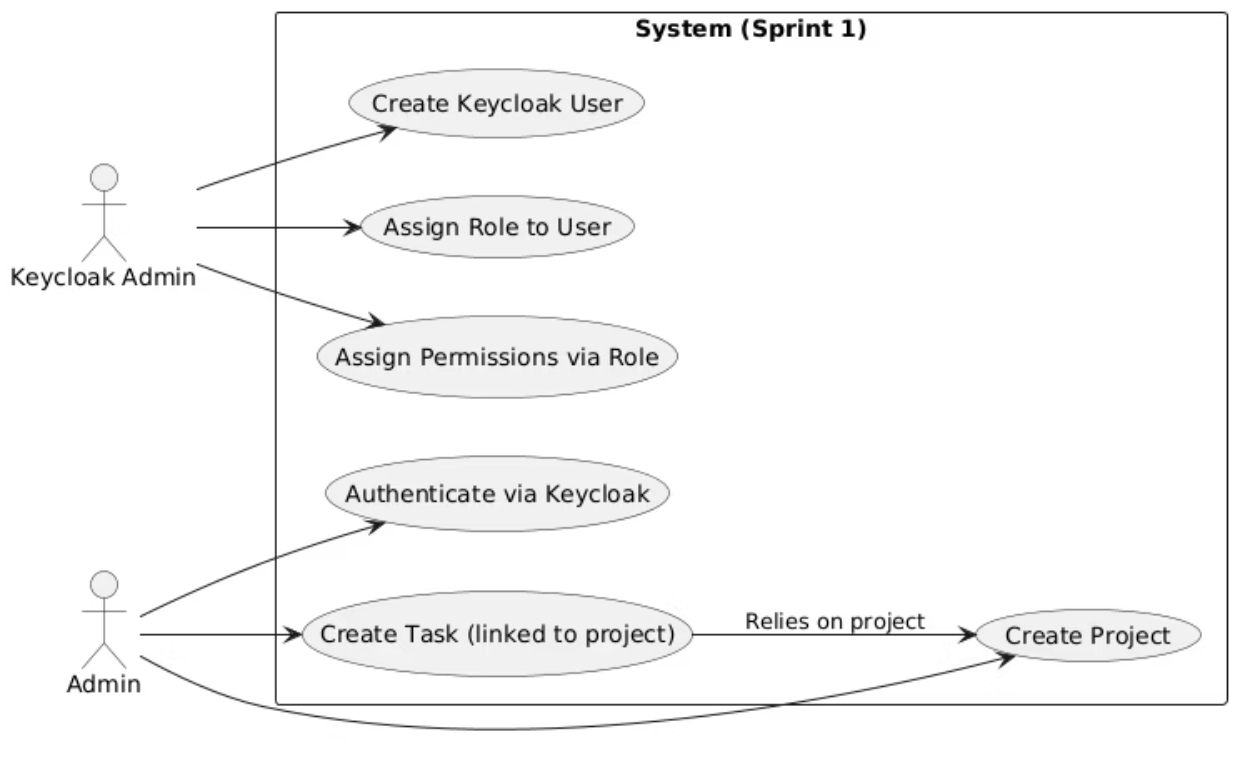 System (Sprint 1)
Create Keycloak User
Assign Role to User
Keycloak Admin
Assign Permissions via Role
Authenticate via Keycloak
Create Task (linked to project)
Relies on project
Create Project
Admin